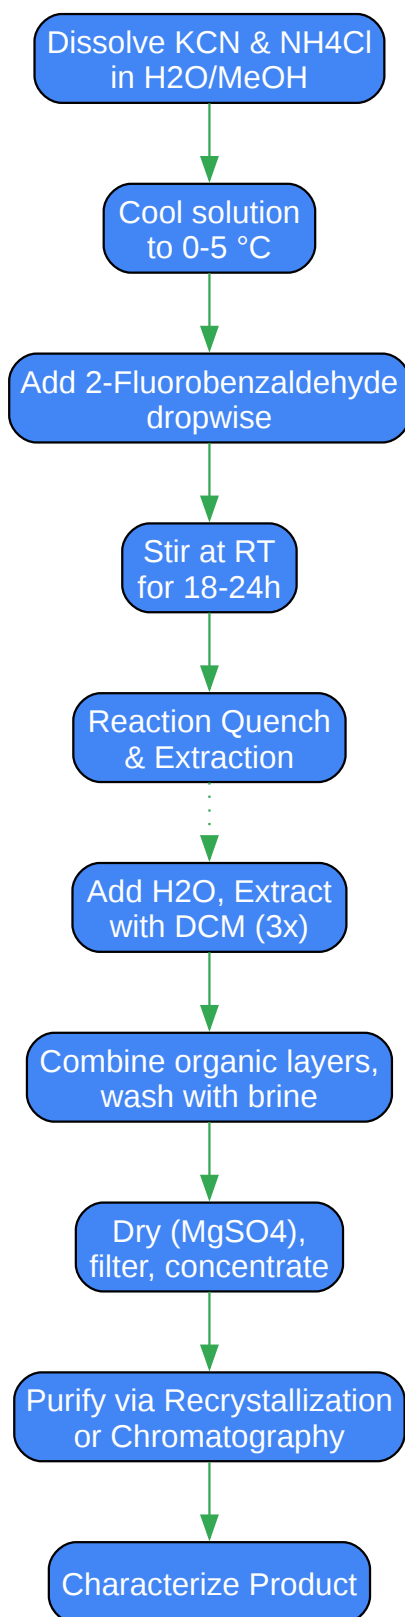 Dissolve KCN & NH4Cl
in H2O/MeOH
Cool solution
to 0-5 °C
Add 2-Fluorobenzaldehyde
dropwise
Stir at RT
for 18-24h
Reaction Quench
& Extraction
Add H2O, Extract
with DCM (3x)
Combine organic layers,
wash with brine
Dry (MgSO4),
filter, concentrate
Purify via Recrystallization
or Chromatography
Characterize Product